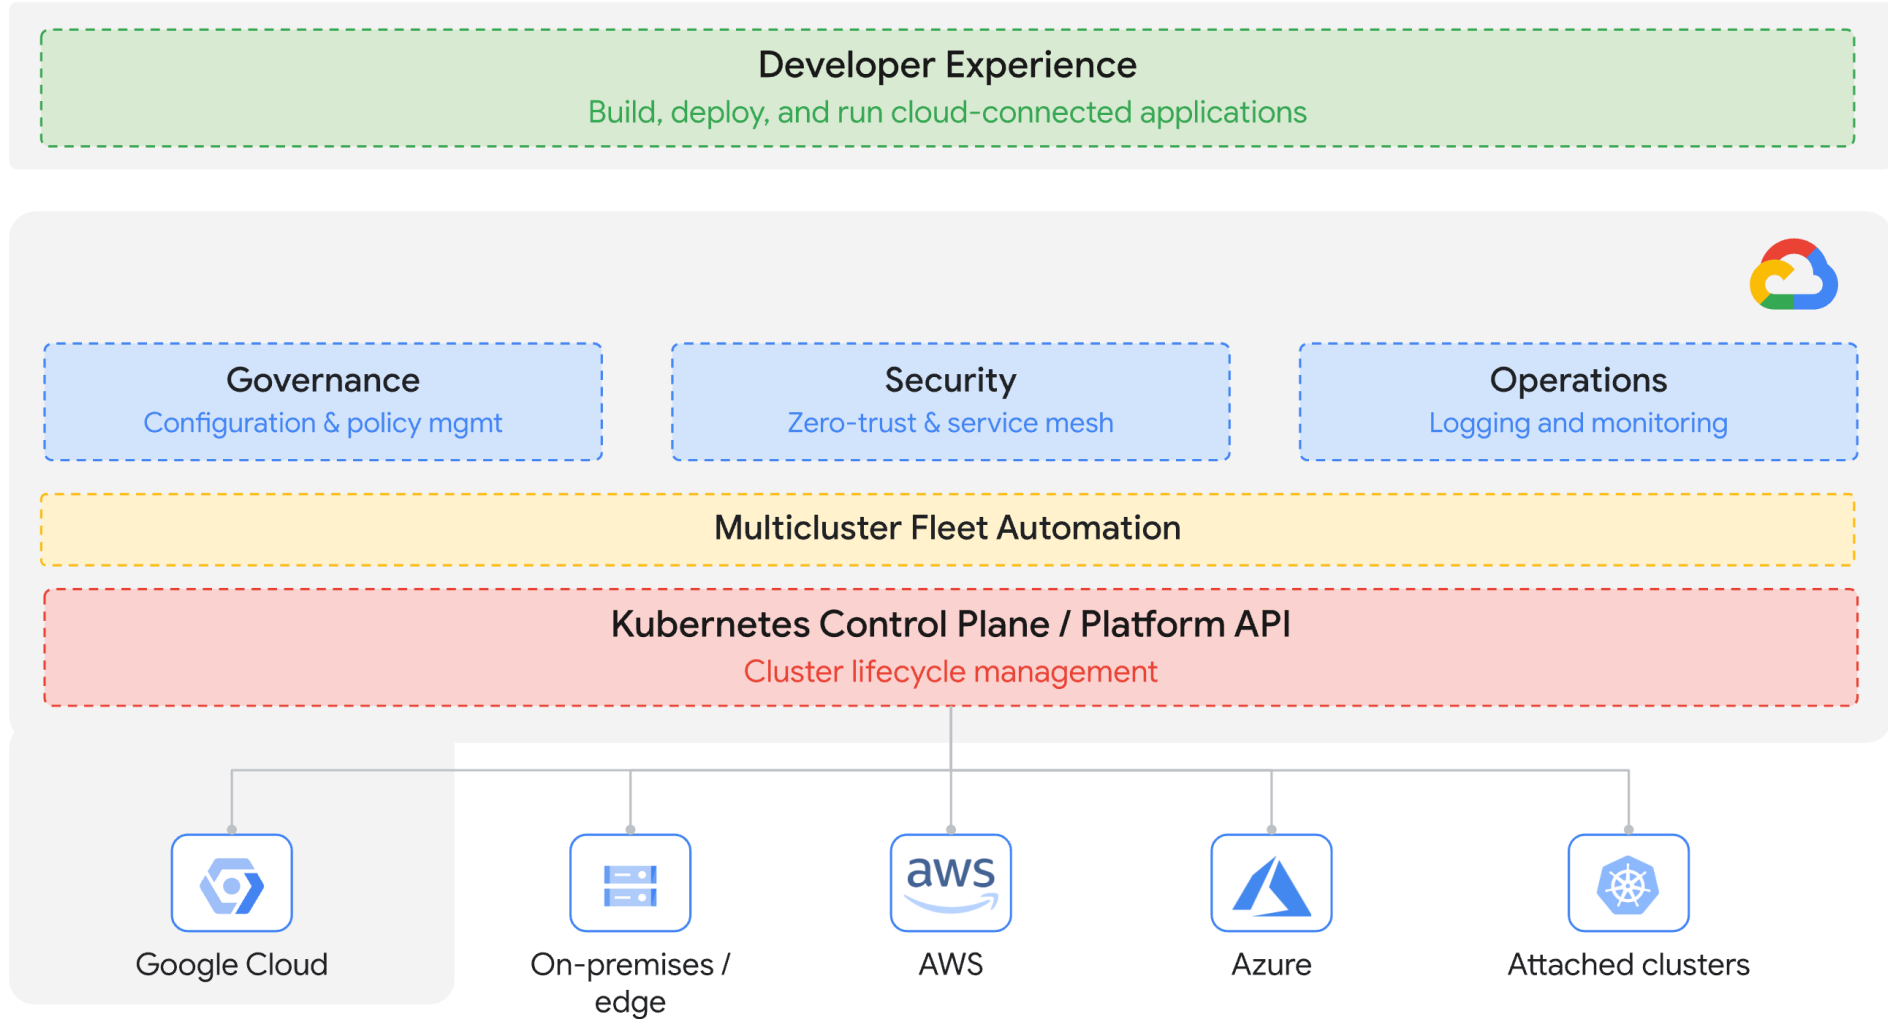 Developer Experience
Build, deploy, and run cloud-connected applications
Governance
Configuration & policy mgmt
Security
Zero-trust & service mesh
Operations
Logging and monitoring
Multicluster Fleet Automation
Kubernetes Control Plane / Platform API
Cluster lifecycle management
aws
Google Cloud
On-premises /
edge
AWS
Azure
Attached clusters